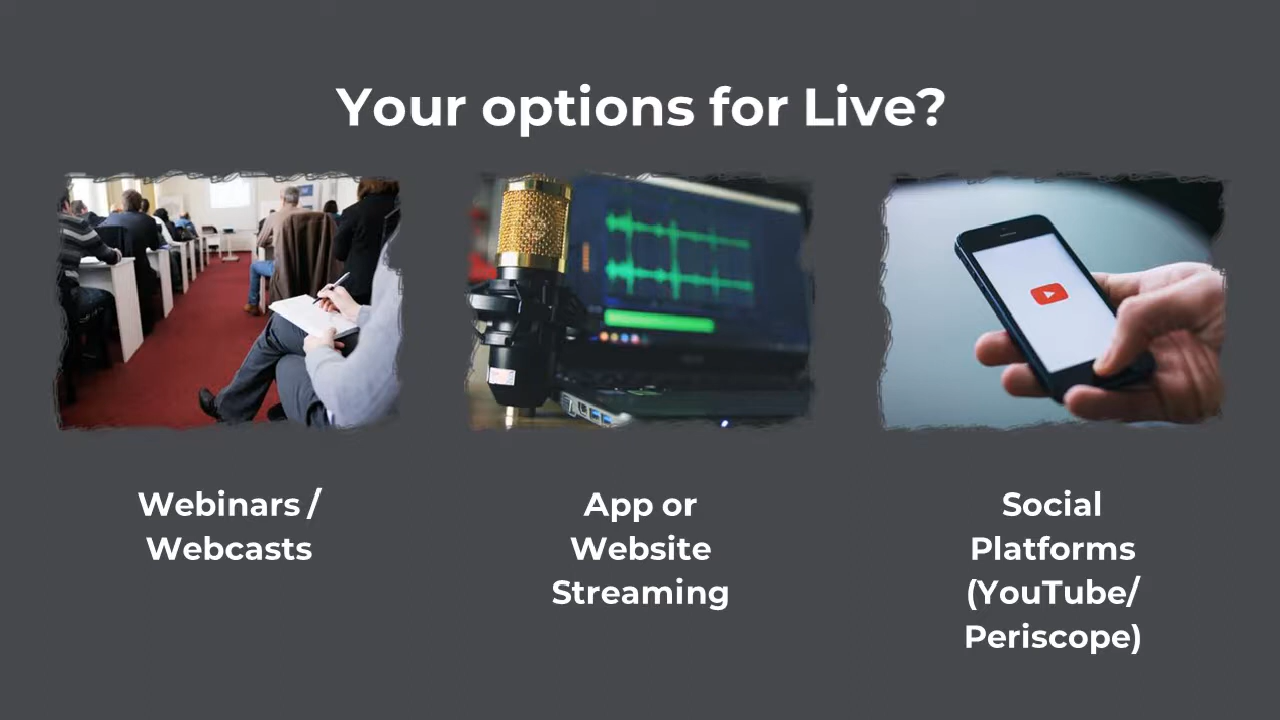 Your options for Live?
Webinars /
Webcasts
App or
Website
Streaming
Social
Platforms
(YouTube/
Periscope)